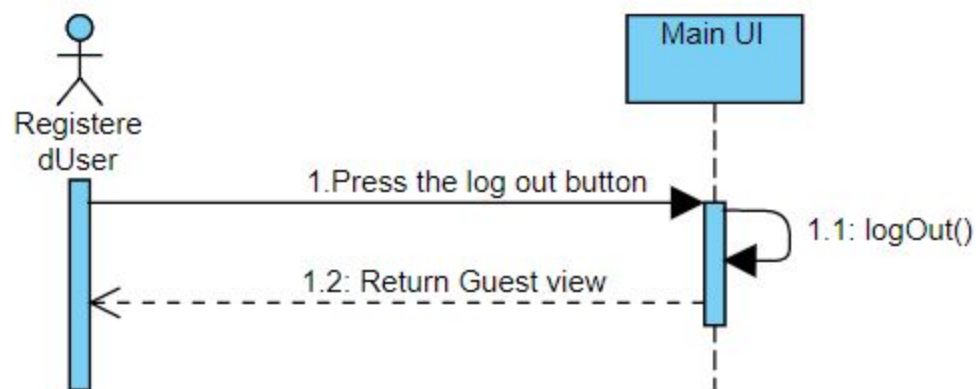 Main UI
Registere
dUser
1.Press the log out button
1.1: logOut()
1.2: Return Guest view